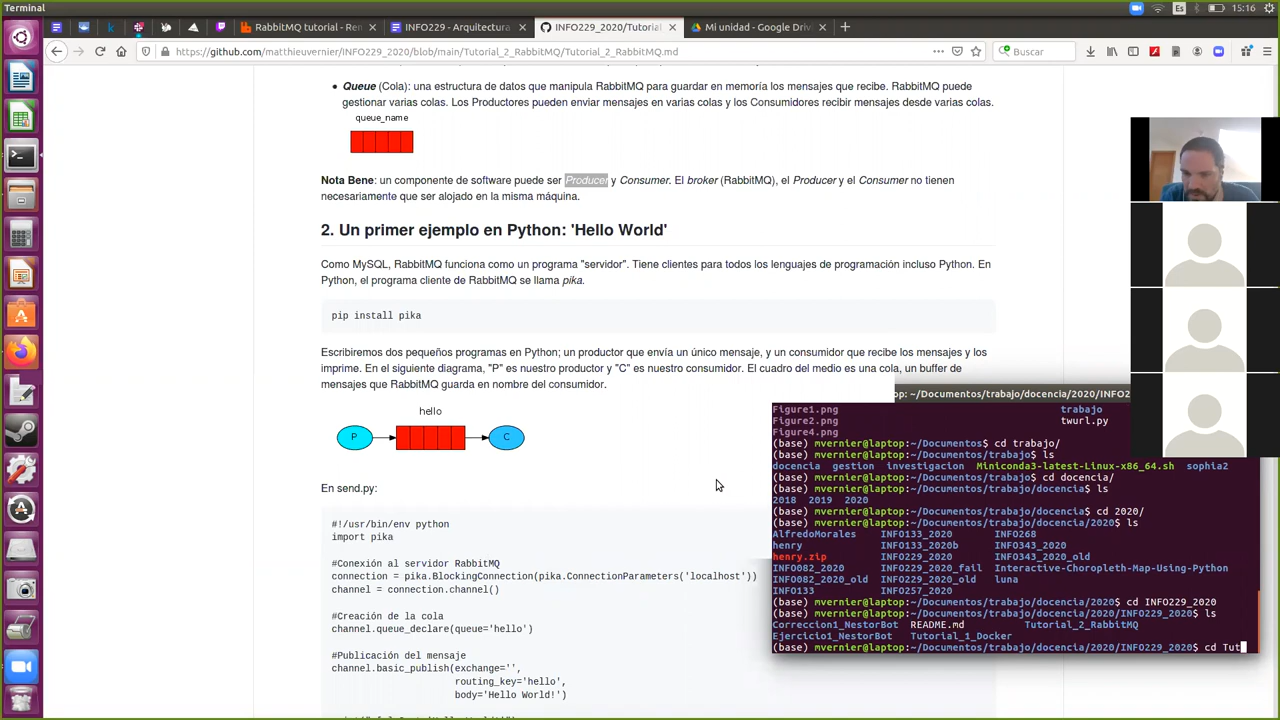 Terminal
Es
15:16
RabbitMQ tutorial - Ren
INFO229 - Arquitectura
INFO229_2020/Tutorial
Mi unidad - Google Driv
https://github.com/matthieuvernier/INFO229_2020/blob/main/Tutorial_2_RabbitMQ/Tutorial_2_RabbitMQ.md
Buscar
Queue (Cola): una estructura de datos que manipula RabbitMQ para guardar en memoría los mensajes que recibe. RabbitMQ puede
gestionar varias colas. Los Productores pueden enviar mensajes en varias colas y los Consumidores recibir mensajes desde varias colas.
queue_name
Nota Bene: un componente de software puede ser Producer y Consumer. El broker (RabbitMQ), el Producer y el Consumer no tienen
necesariamente que ser alojado en la misma máquina.
2. Un primer ejemplo en Python: 'Hello World'
Como MySQL, RabbitMQ funciona como un programa "servidor". Tiene clientes para todos los lenguajes de programación incluso Python. En
Python, el programa cliente de RabbitMQ se llama pika.
pip install pika
Escribiremos dos pequeños programas en Python; un productor que envía un único mensaje, y un consumidor que recibe los mensajes y los
imprime. En el siguiente diagrama, "P" es nuestro productor y "C" es nuestro consumidor. El cuadro del medio es una cola, un buffer de
mensajes que RabbitMQ guarda en nombre del consumidor.
hello
P
C
En send.py:
#!/usr/bin/env python
import pika
#Conexión al servidor RabbitMQ
connection = pika.BlockingConnection(pika.ConnectionParameters('localhost'))
channel = connection.channel()
#Creación de la cola
channel.queue_declare(queue='hello')
#Publicación del mensaje
channel.basic_publish(exchange='',
routing_key='hello',
body='Hello World!')
op: ~/Documentos/trabajo/docencia/2020/INFO2
Figure1.png trabajo
Figure2.png twurl.py
Figure4.png
(base) mvernier@laptop:~/Documentos$ cd trabajo/
(base) mvernier@laptop:~/Documentos/trabajo$ ls
docencia gestion investigacion Miniconda3-latest-Linux-x86_64.sh sophia2
(base) mvernier@laptop:~/Documentos/trabajo$ cd docencia/
(base) mvernier@laptop:~/Documentos/trabajo/docencia$ ls
2018 2019 2020
(base) mvernier@laptop:~/Documentos/trabajo/docencia$ cd 2020/
(base) mvernier@laptop:~/Documentos/trabajo/docencia/2020$ ls
AlfredoMorales INFO133_2020 INFO268
henry INFO133_2020b INFO343_2020
henry.zip INFO229_2020 INFO343_2020_old
INFO082_2020 INFO229_2020_fail Interactive-Choropleth-Map-Using-Python
INFO082_2020_old INFO229_2020_old luna
INFO133 INFO257_2020
(base) mvernier@laptop:~/Documentos/trabajo/docencia/2020$ cd INFO229_2020
(base) mvernier@laptop:~/Documentos/trabajo/docencia/2020/INFO229_2020$ ls
Correccion1_NestorBot README.md Tutorial_2_RabbitMQ
Ejercicio1_NestorBot Tutorial_1_Docker
(base) mvernier@laptop:~/Documentos/trabajo/docencia/2020/INFO229_2020$ cd Tut